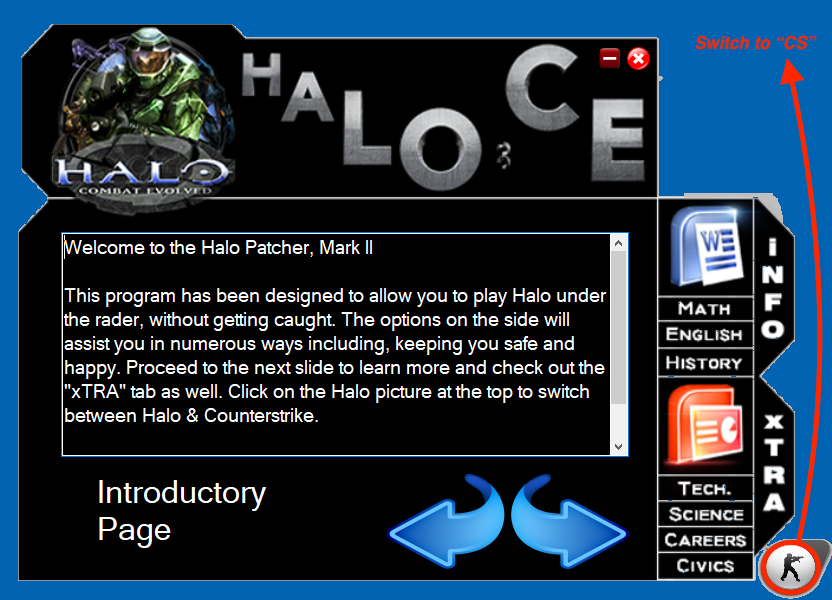 Switch to “CS”
HALO:CE
HALO
COMBAT EVOLVED
Welcome to the Halo Patcher, Mark II
This program has been designed to allow you to play Halo under
the rader, without getting caught. The options on the side will
assist you in numerous ways including, keeping you safe and
happy. Proceed to the next slide to learn more and check out the
"xTRA" tab as well. Click on the Halo picture at the top to switch
between Halo & Counterstrike.
Introductory
Page
W
MATH
ENGLISH
HISTORY
iNFO
TECH.
SCIENCE
CAREERS
CIVICS
XTRA